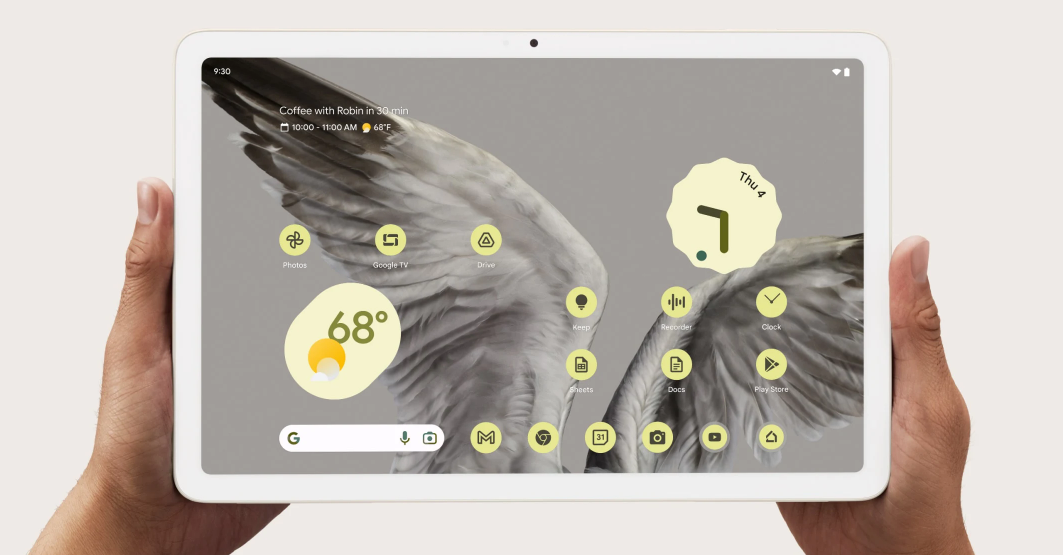 9:30
Coffee with Robin in 30 min
10:00 - 11:00 AM 68°F
Thu 4
Photos
Google TV
Drive
68°
Keep
Recorder
Clock
Sheets
Docs
Play Store
G
31